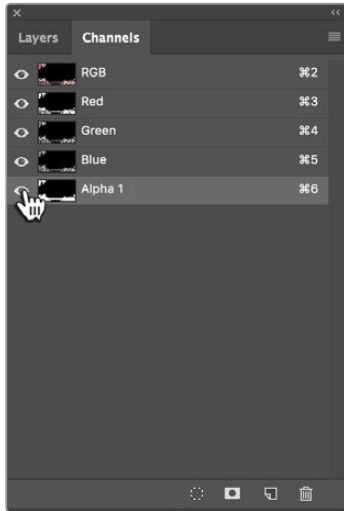 Layers Channels
RGB ⌘2
Red ⌘3
Green ⌘4
Blue ⌘5
Alpha 1 ⌘6